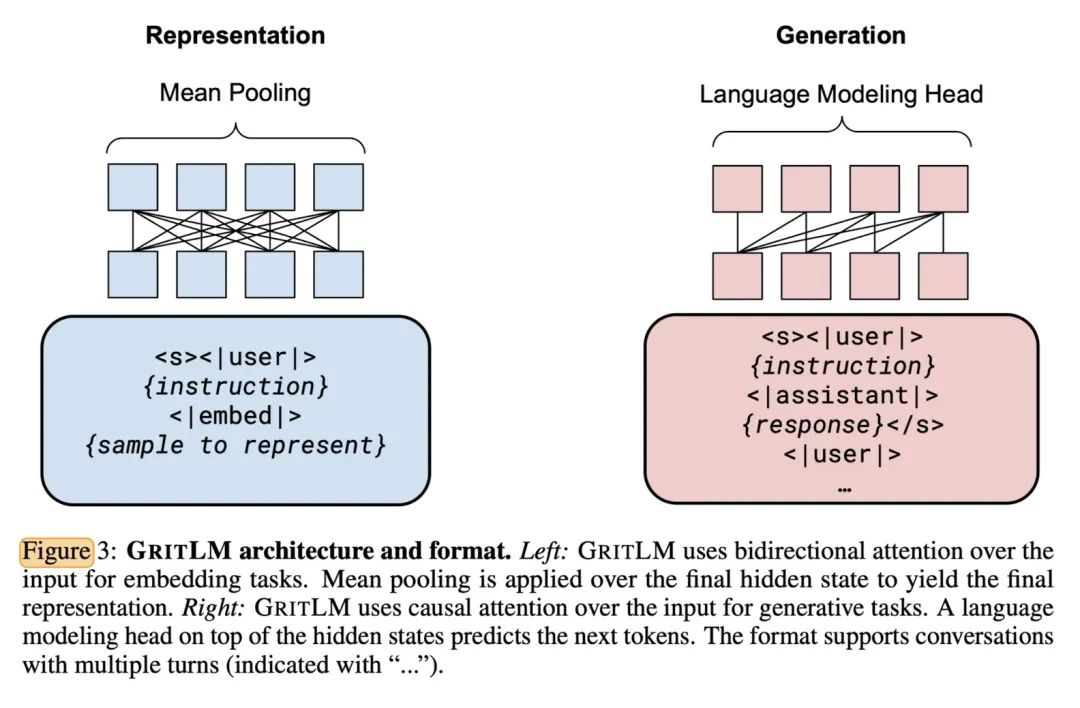 Representation
Mean Pooling
<s><|user|>
{instruction}
<|embed|>
{sample to represent}
Generation
Language Modeling Head
<s><|user|>
{instruction}
<|assistant|>
{response}</s>
<|user|>
…
Figure 3: GRITLM architecture and format. Left: GRITLM uses bidirectional attention over the
input for embedding tasks. Mean pooling is applied over the final hidden state to yield the final
representation. Right: GRITLM uses causal attention over the input for generative tasks. A language
modeling head on top of the hidden states predicts the next tokens. The format supports conversations
with multiple turns (indicated with “...”).